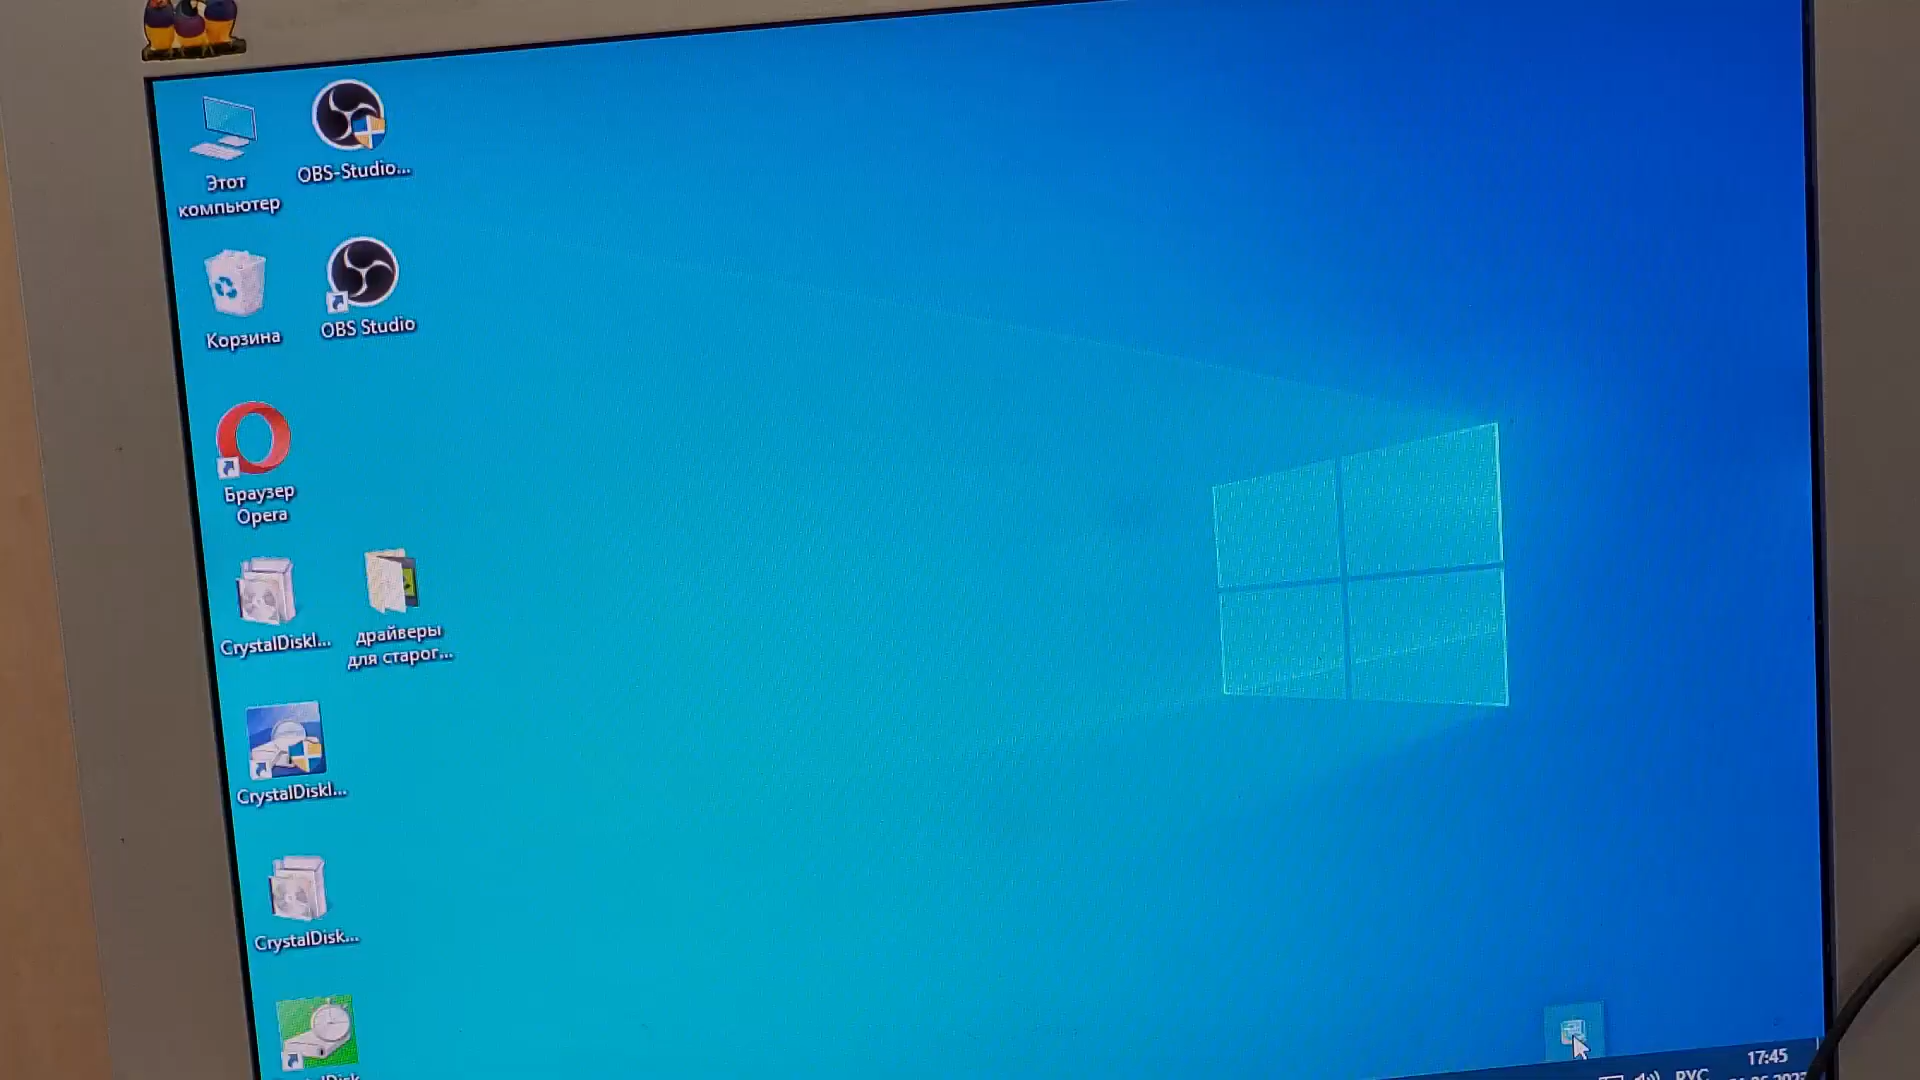 Этот
компьютер
OBS-Studio...
Корзина
OBS Studio
Браузер
Opera
CrystalDiskI...
драйверы
для старог...
CrystalDiskI...
CrystalDisk...
17:45
РУС